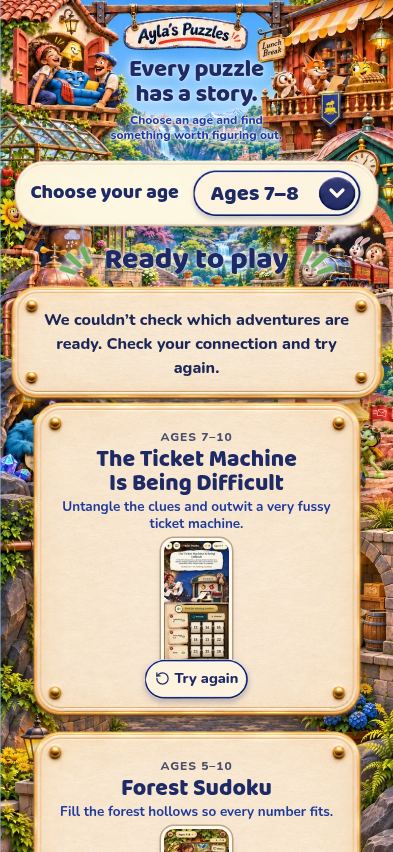 Ayla's Puzzles
Lunch
Break
Every puzzle
has a story.
Choose an age and find
something worth figuring out.
Choose your age
Ages 7–8
Ready to play
We couldn't check which adventures are
ready. Check your connection and try
again.
AGES 7–10
The Ticket Machine
Is Being Difficult
Untangle the clues and outwit a very fussy
ticket machine.
Try again
AGES 5–10
Forest Sudoku
Fill the forest hollows so every number fits.